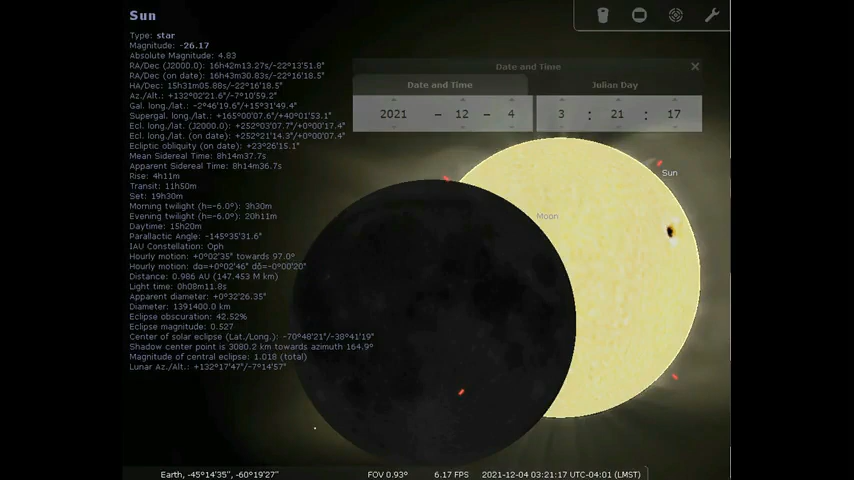 Sun
Type: star
Magnitude: -26.17
Absolute Magnitude: 4.83
RA/Dec (J2000.0): 16h42m13.27s/-22°13'51.8"
RA/Dec (on date): 16h43m30.83s/-22°16'18.5"
HA/Dec: 15h31m05.88s/-22°16'18.5"
Az./Alt.: +132°02'21.6"/-7°10'59.2"
Gal. long./lat.: -2°46'19.6"/+15°31'49.4"
Supergal. long./lat.: +165°00'07.6"/+40°01'53.1"
Ecl. long./lat. (J2000.0): +252°03'07.7"/+0°00'17.4"
Ecl. long./lat. (on date): +252°21'14.3"/+0°00'07.4"
Ecliptic obliquity (on date): +23°26'15.1"
Mean Sidereal Time: 8h14m37.7s
Apparent Sidereal Time: 8h14m36.7s
Rise: 4h11m
Transit: 11h50m
Set: 19h30m
Morning twilight (h=-6.0°): 3h30m
Evening twilight (h=-6.0°): 20h11m
Daytime: 15h20m
Parallactic Angle: -145°35'31.6"
IAU Constellation: Oph
Hourly motion: +0°02'35" towards 97.0°
Hourly motion: dα=+0°02'46" dδ=-0°00'20"
Distance: 0.986 AU (147.453 M km)
Light time: 0h08m11.8s
Apparent diameter: +0°32'26.35"
Diameter: 1391400.0 km
Eclipse obscuration: 42.52%
Eclipse magnitude: 0.527
Center of solar eclipse (Lat./Long.): -70°48'21"/-38°41'19"
Shadow center point is 3080.2 km towards azimuth 164.9°
Magnitude of central eclipse: 1.018 (total)
Lunar Az./Alt.: +132°17'47"/-7°14'57"
Date and Time
Date and Time Julian Day
2021 - 12 - 4 3 : 21 : 17
Sun
Moon
Earth, -45°14'35", -60°19'27" FOV 0.93° 6.17 FPS 2021-12-04 03:21:17 UTC-04:01 (LMST)